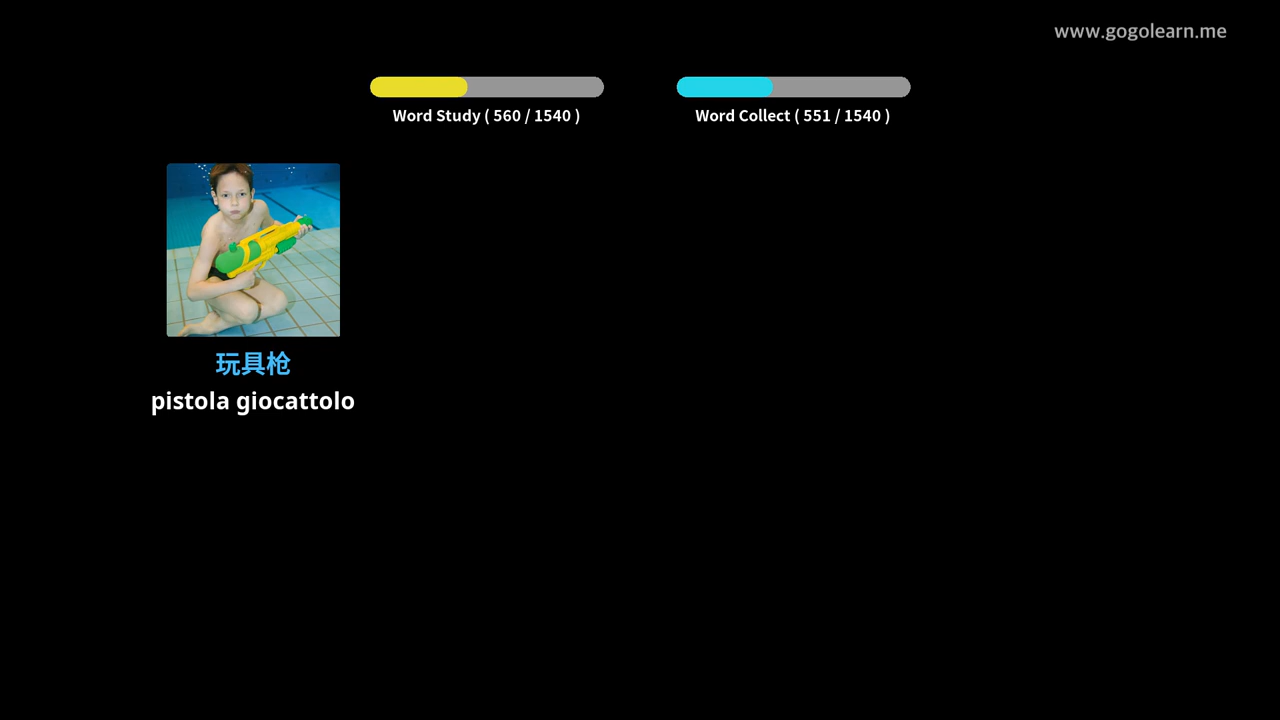 www.gogolearn.me
Word Study ( 560 / 1540 )
Word Collect ( 551 / 1540 )
玩具枪
pistola giocattolo